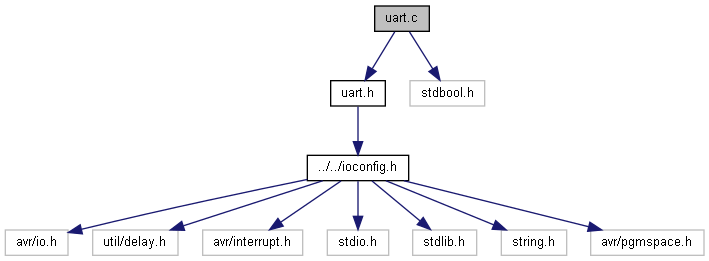 uart.c
uart.h
stdbool.h
../../ioconfig.h
avr/io.h
util/delay.h
avr/interrupt.h
stdio.h
stdlib.h
string.h
avr/pgmspace.h